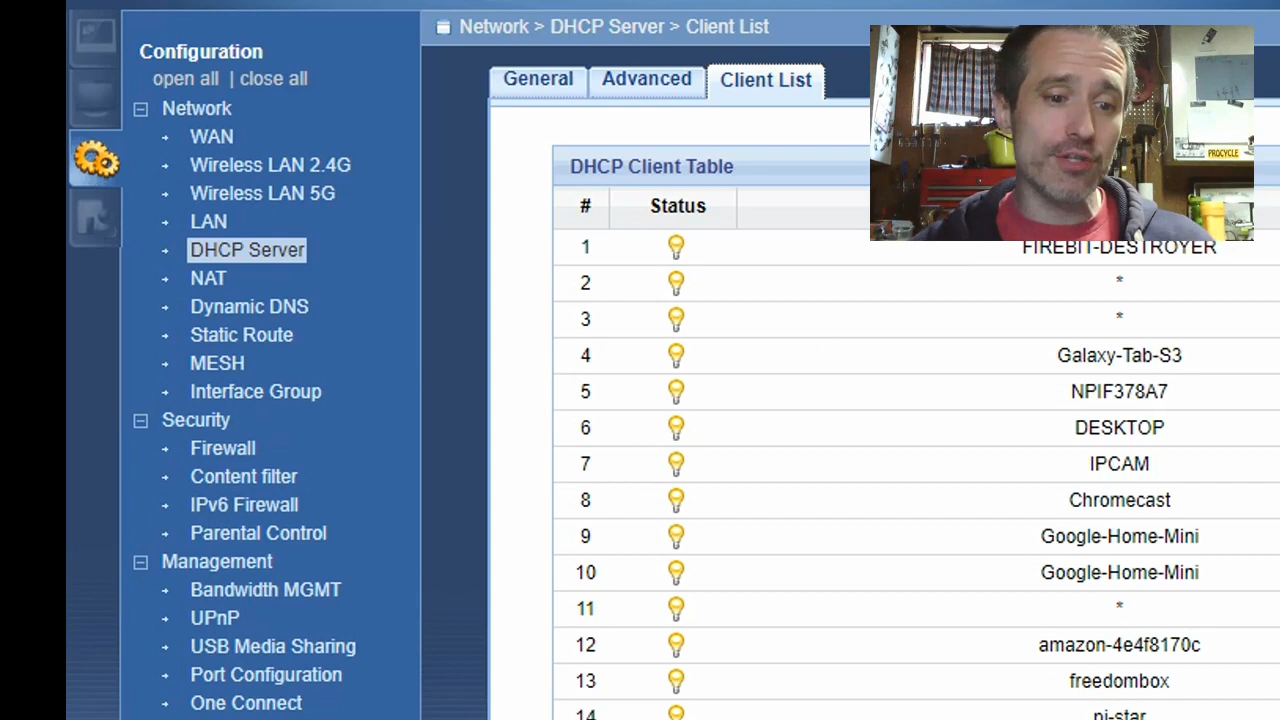 Configuration
open all | close all
Network
WAN
Wireless LAN 2.4G
Wireless LAN 5G
LAN
DHCP Server
NAT
Dynamic DNS
Static Route
MESH
Interface Group
Security
Firewall
Content filter
IPv6 Firewall
Parental Control
Management
Bandwidth MGMT
UPnP
USB Media Sharing
Port Configuration
One Connect
Network > DHCP Server > Client List
General
Advanced
Client List
DHCP Client Table
# Status
1 FIREBIT-DESTROYER
2 *
3 *
4 Galaxy-Tab-S3
5 NPIF378A7
6 DESKTOP
7 IPCAM
8 Chromecast
9 Google-Home-Mini
10 Google-Home-Mini
11 *
12 amazon-4e4f8170c
13 freedombox
14 pi-star
PROCYCLE